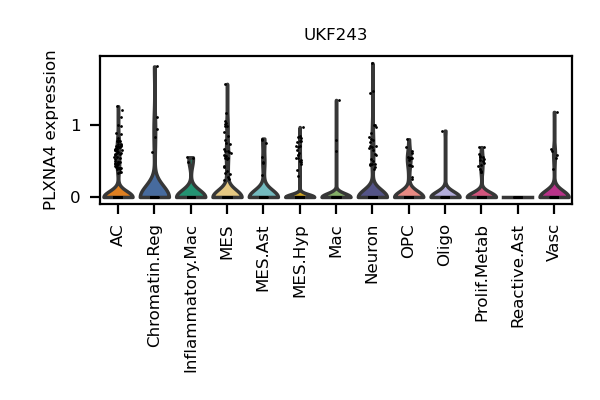 UKF243
PLXNA4 expression
1
0
AC
Chromatin.Reg
Inflammatory.Mac
MES
MES.Ast
MES.Hyp
Mac
Neuron
OPC
Oligo
Prolif.Metab
Reactive.Ast
Vasc